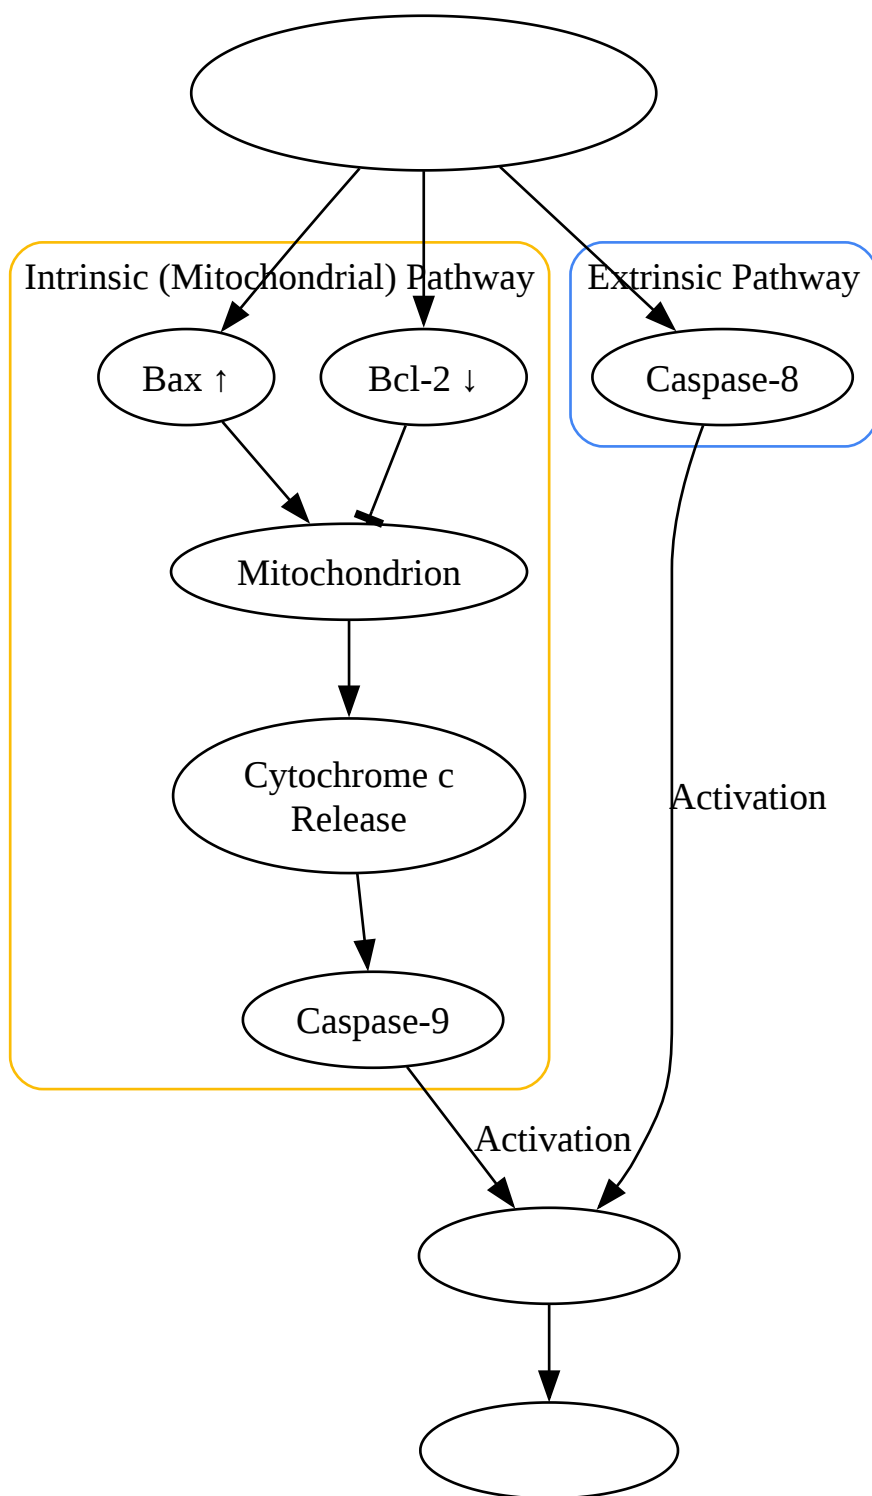 Intrinsic (Mitochondrial) Pathway
Extrinsic Pathway
Bax ↑
Bcl-2 ↓
Caspase-8
Mitochondrion
Cytochrome c
Release
Activation
Caspase-9
Activation